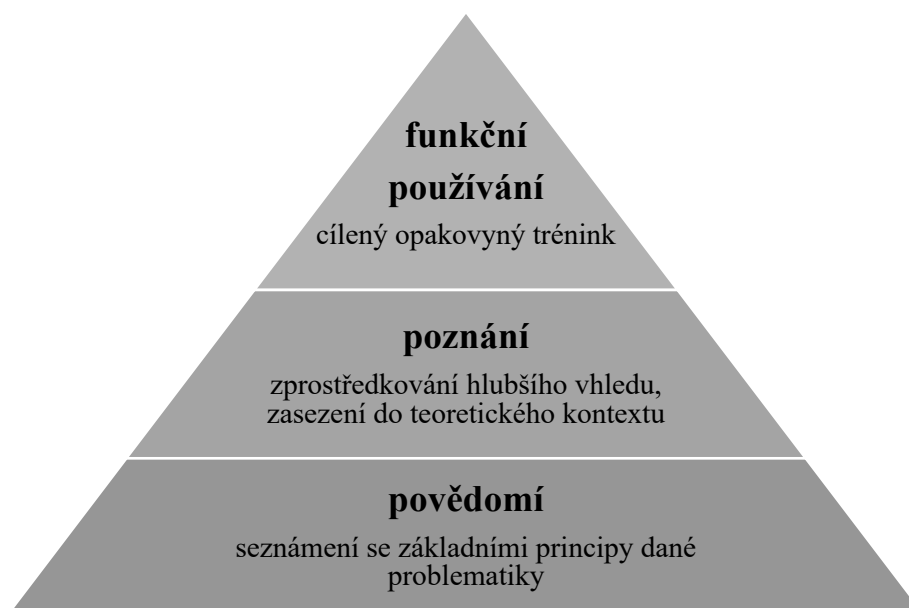 funkční
používání
cílený opakovyný trénink
poznání
zprostředkování hlubšího vhledu,
zasezení do teoretického kontextu
povědomí
seznámení se základními principy dané
problematiky